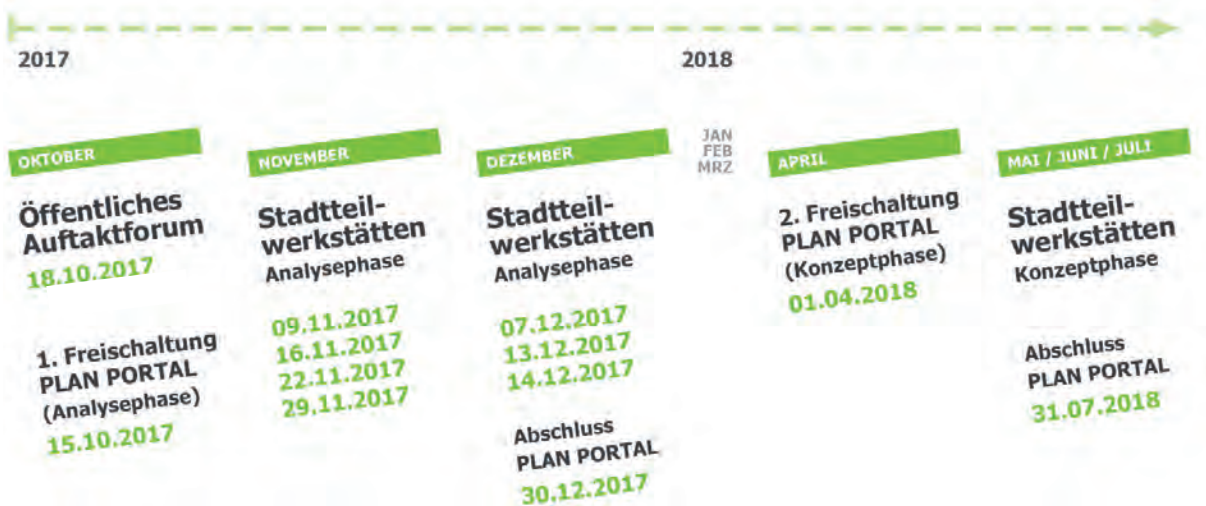 2017
2018
OKTOBER
Öffentliches
Auftaktforum
18.10.2017
1. Freischaltung
PLAN PORTAL
(Analysephase)
15.10.2017
NOVEMBER
Stadtteil-
werkstätten
Analysephase
09.11.2017
16.11.2017
22.11.2017
29.11.2017
DEZEMBER
Stadtteil-
werkstätten
Analysephase
07.12.2017
13.12.2017
14.12.2017
Abschluss
PLAN PORTAL
30.12.2017
JAN
FEB
MRZ
APRIL
2. Freischaltung
PLAN PORTAL
(Konzeptphase)
01.04.2018
MAI / JUNI / JULI
Stadtteil-
werkstätten
Konzeptphase
Abschluss
PLAN PORTAL
31.07.2018